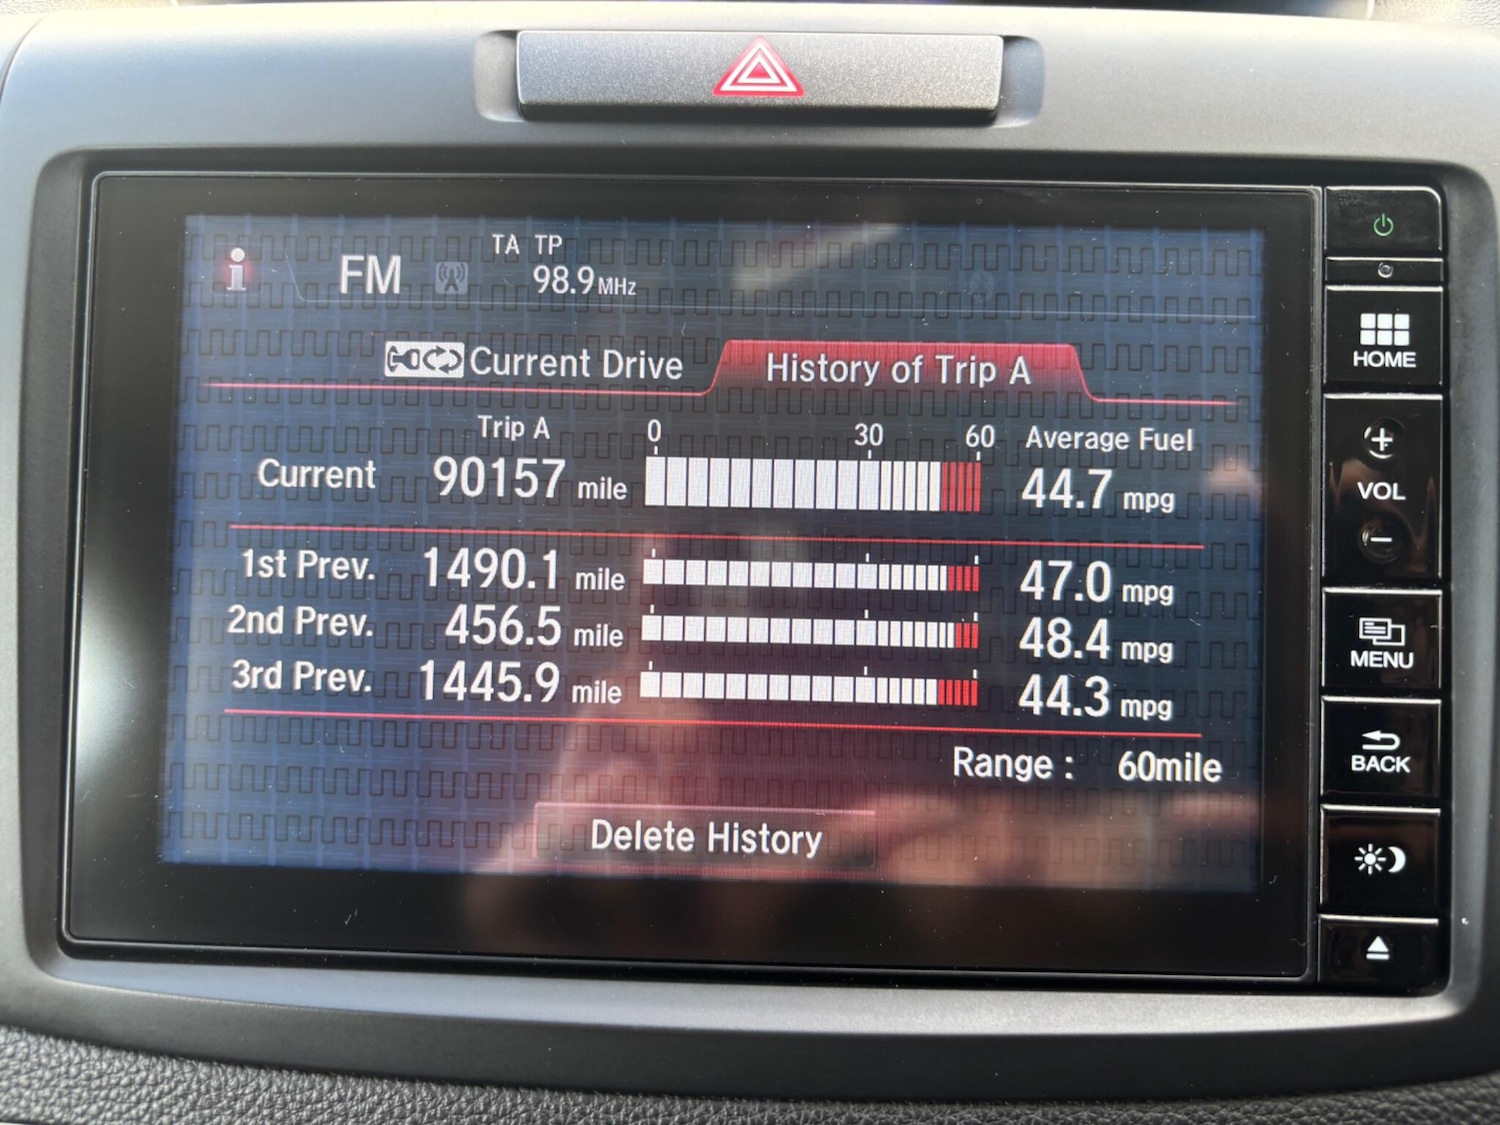 TA TP
i FM 98.9MHz
Current Drive History of Trip A
Trip A 0 30 60 Average Fuel
Current 90157 mile 44.7 mpg
1st Prev. 1490.1 mile 47.0 mpg
2nd Prev. 456.5 mile 48.4 mpg
3rd Prev. 1445.9 mile 44.3 mpg
Range : 60mile
Delete History
HOME
+
VOL
−
MENU
BACK